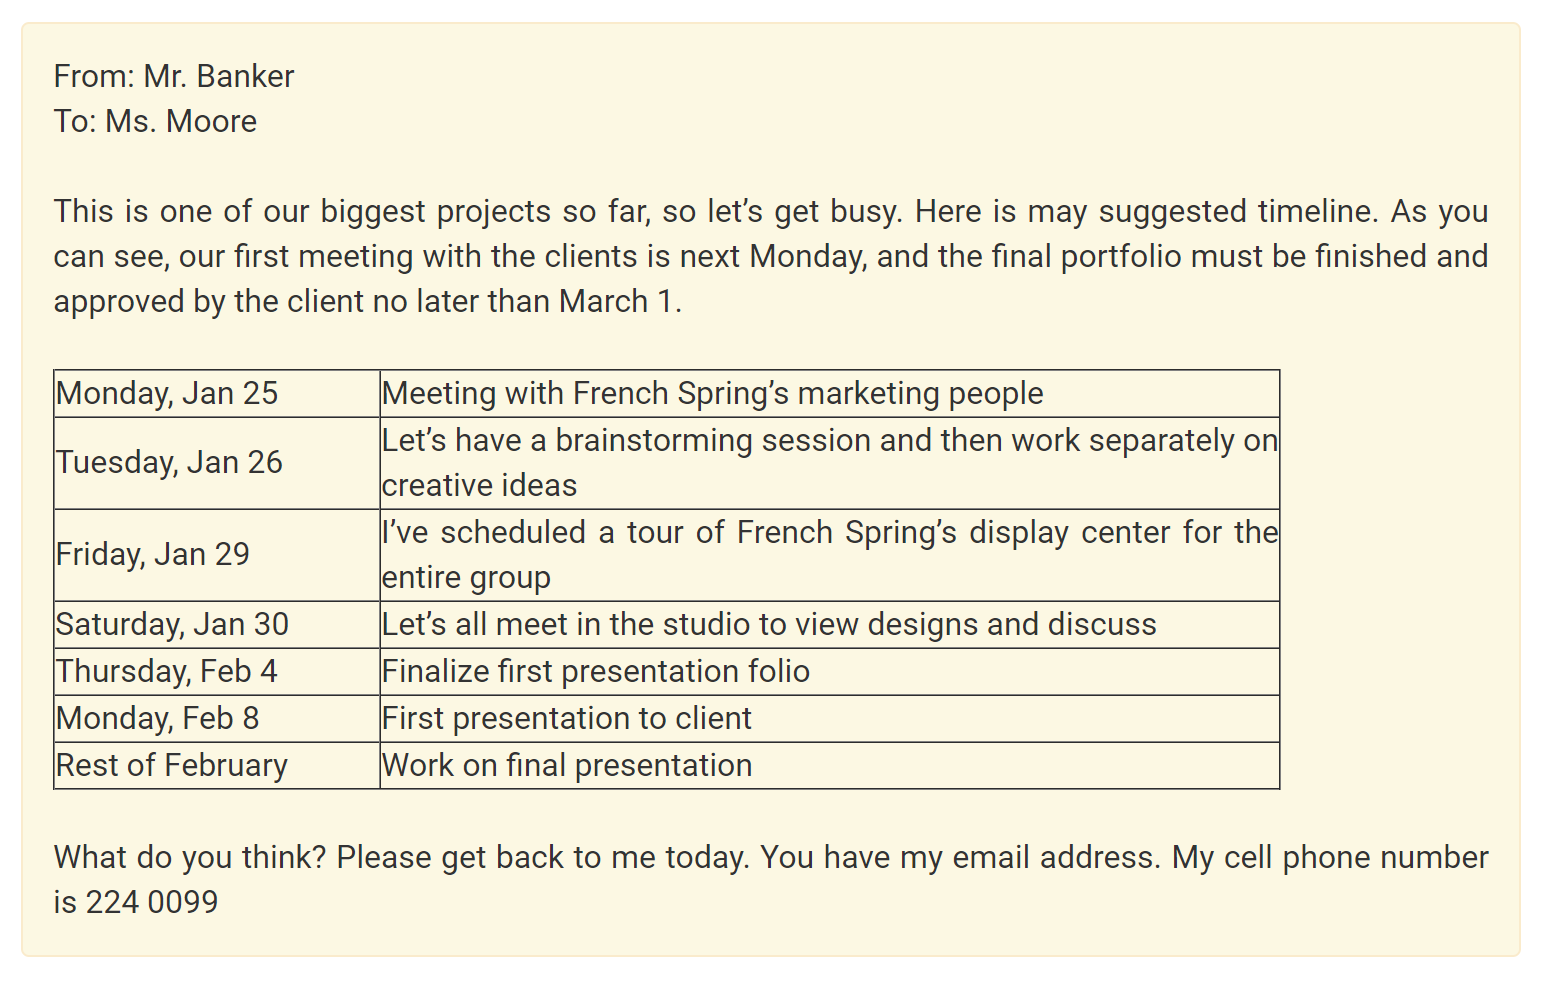 From: Mr. Banker
To: Ms. Moore
This is one of our biggest projects so far, so let’s get busy. Here is may suggested timeline. As you
can see, our first meeting with the clients is next Monday, and the final portfolio must be finished and
approved by the client no later than March 1.
Monday, Jan 25 Meeting with French Spring’s marketing people
Tuesday, Jan 26 Let’s have a brainstorming session and then work separately on
creative ideas
Friday, Jan 29 I’ve scheduled a tour of French Spring’s display center for the
entire group
Saturday, Jan 30 Let’s all meet in the studio to view designs and discuss
Thursday, Feb 4 Finalize first presentation folio
Monday, Feb 8 First presentation to client
Rest of February Work on final presentation
What do you think? Please get back to me today. You have my email address. My cell phone number
is 224 0099